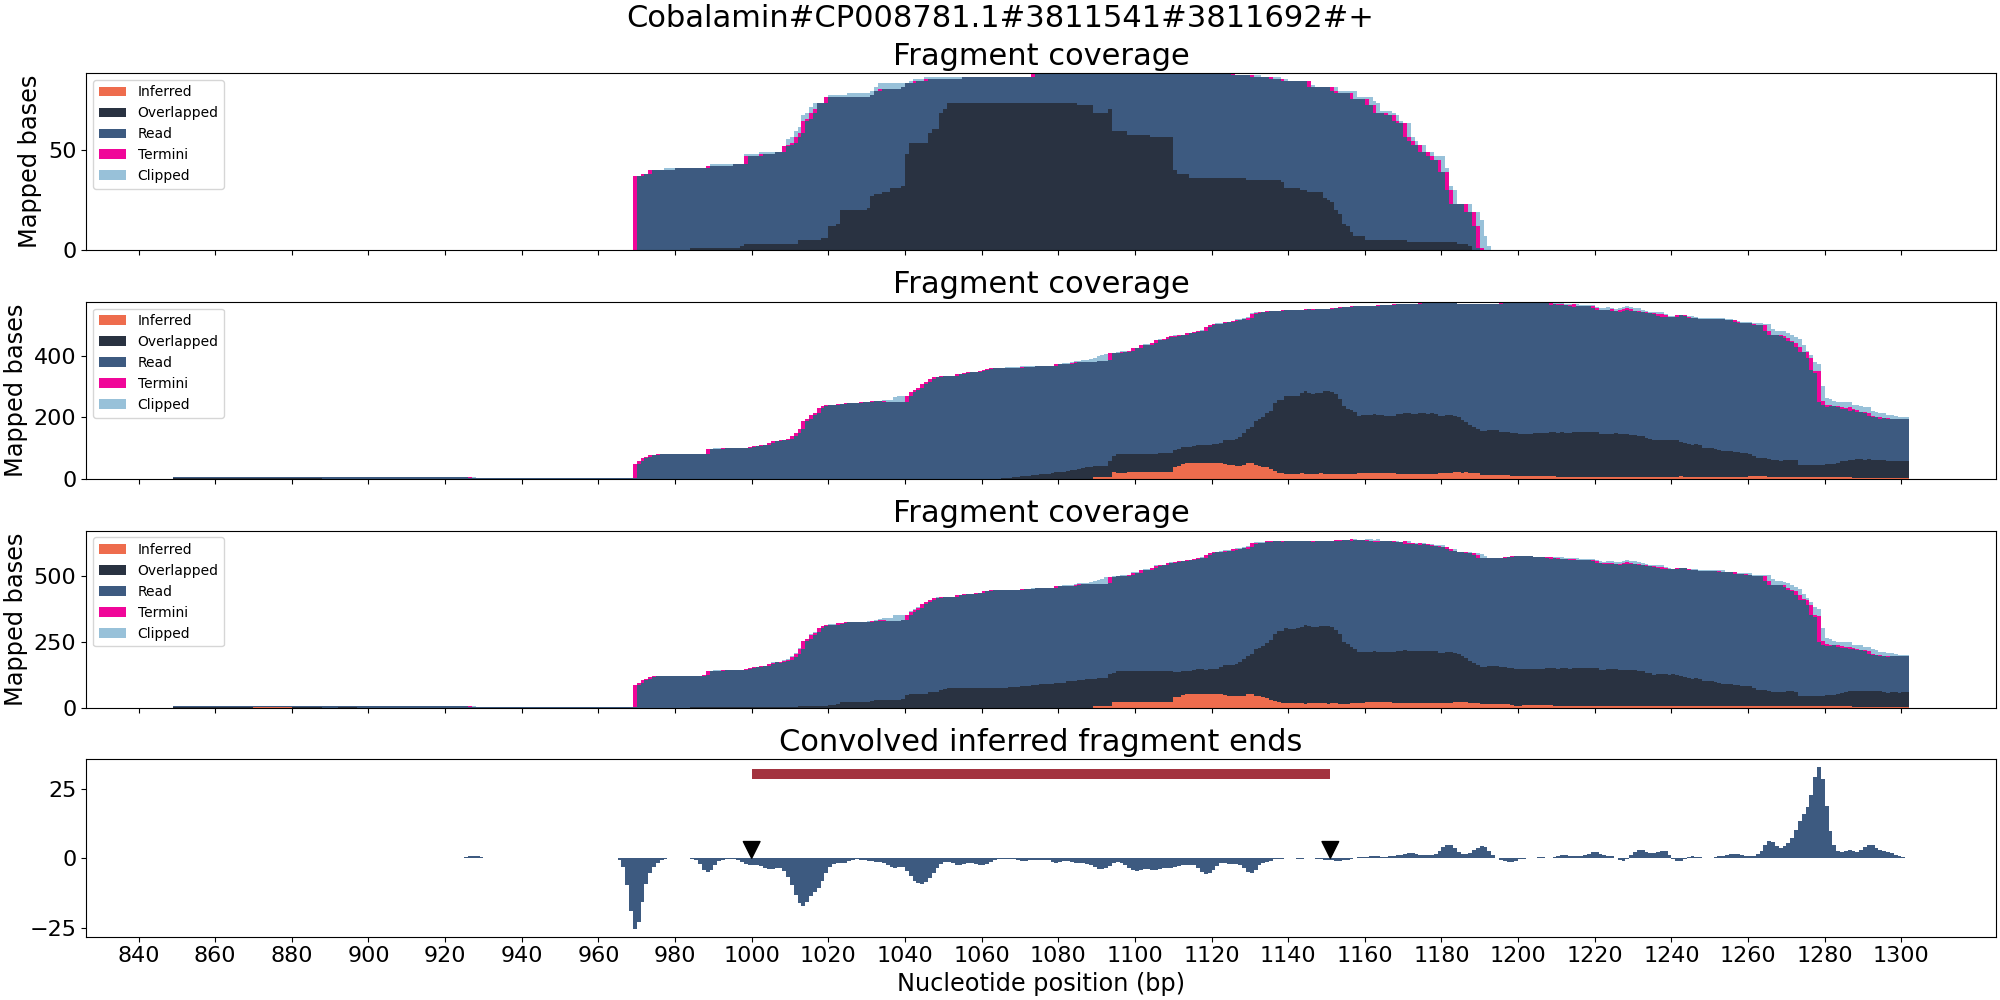 Cobalamin#CP008781.1#3811541#3811692#+
Fragment coverage
Mapped bases
50
0
Inferred
Overlapped
Read
Termini
Clipped
Fragment coverage
Mapped bases
400
200
0
Inferred
Overlapped
Read
Termini
Clipped
Fragment coverage
Mapped bases
500
250
0
Inferred
Overlapped
Read
Termini
Clipped
Convolved inferred fragment ends
25
0
−25
840 860 880 900 920 940 960 980 1000 1020 1040 1060 1080 1100 1120 1140 1160 1180 1200 1220 1240 1260 1280 1300
Nucleotide position (bp)